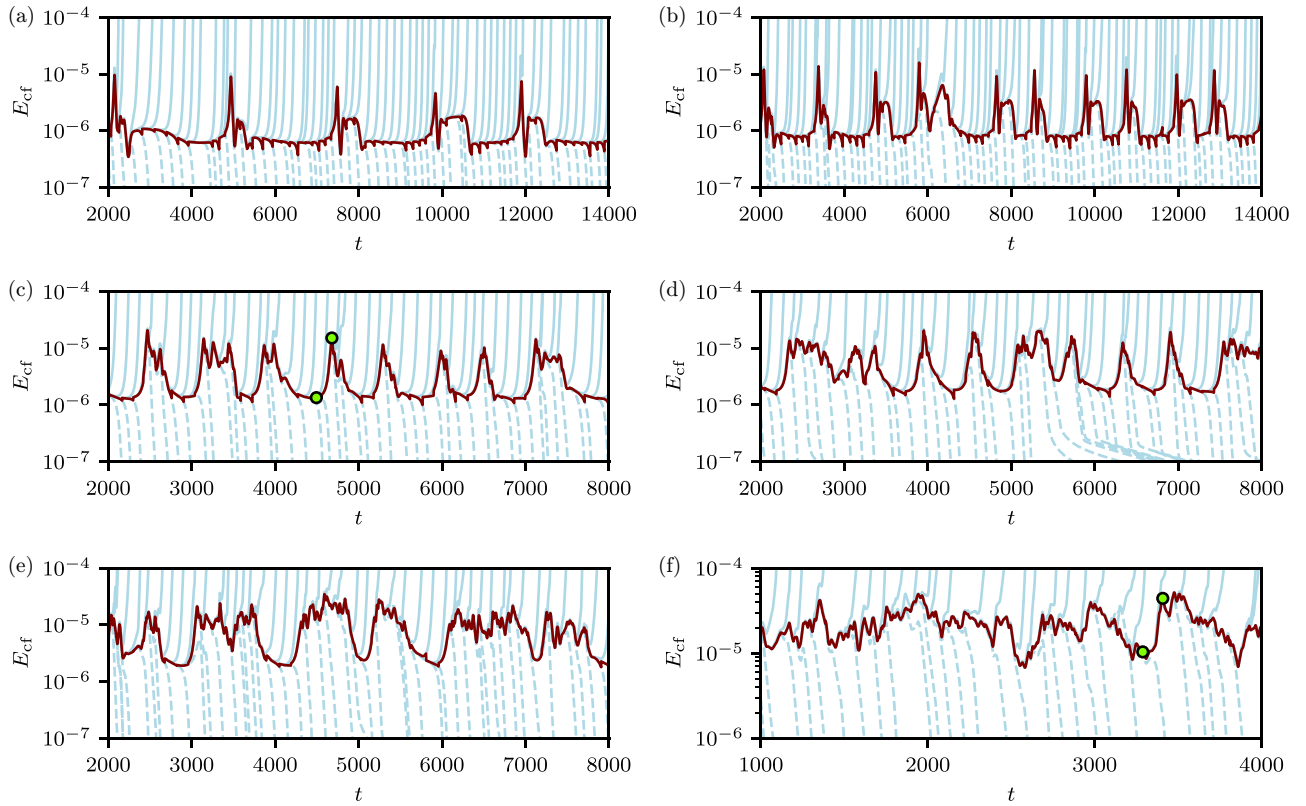 (a) (b)
10⁻⁴ 10⁻⁴
10⁻⁵ 10⁻⁵
E_cf E_cf
10⁻⁶ 10⁻⁶
10⁻⁷ 10⁻⁷
2000 4000 6000 8000 10000 12000 14000 2000 4000 6000 8000 10000 12000 14000
t t
(c) (d)
10⁻⁴ 10⁻⁴
10⁻⁵ 10⁻⁵
E_cf E_cf
10⁻⁶ 10⁻⁶
10⁻⁷ 10⁻⁷
2000 3000 4000 5000 6000 7000 8000 2000 3000 4000 5000 6000 7000 8000
t t
(e) (f)
10⁻⁴ 10⁻⁴
10⁻⁵ 10⁻⁵
E_cf E_cf
10⁻⁶
10⁻⁷ 10⁻⁶
2000 3000 4000 5000 6000 7000 8000 1000 2000 3000 4000
t t